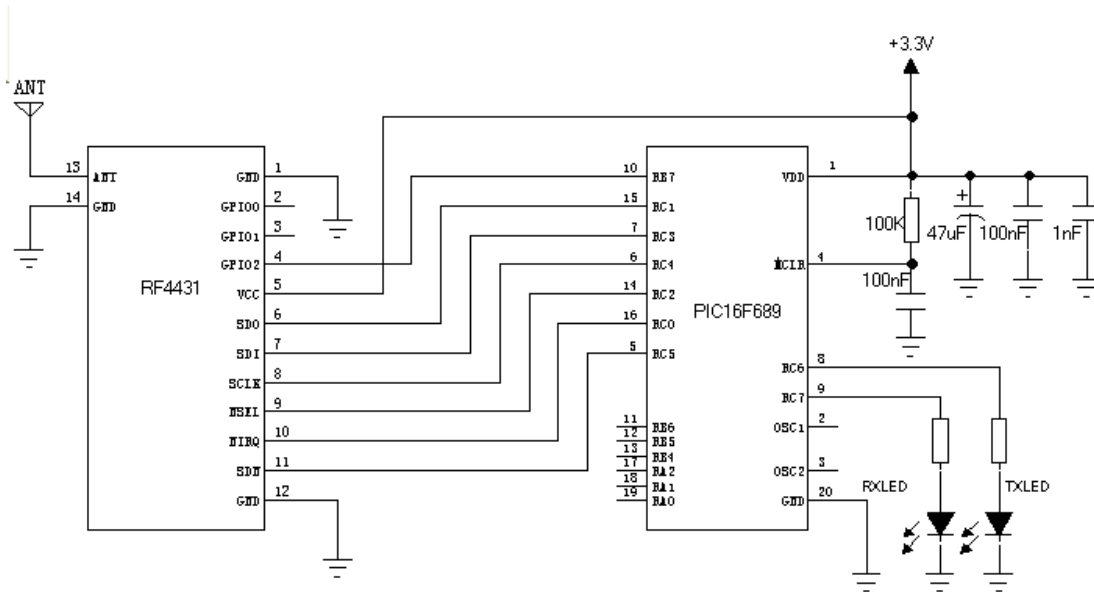 +3.3V
ANT
13 ANT
14 GND
GND 1
GPIO0 2
GPIO1 3
GPIO2 4
VCC 5
SDO 6
SDI 7
SCLK 8
NSEL 9
NIRQ 10
SDN 11
GND 12
RF4431
10 RB7
15 RC1
7 RC3
6 RC4
14 RC2
16 RC0
5 RC5
11 RB6
12 RB5
13 RB4
17 RA2
18 RA1
19 RA0
PIC16F689
VDD 1
MCLR 4
RC6 8
RC7 9
OSC1 2
OSC2 3
GND 20
100K
+
47uF
100nF
1nF
100nF
RXLED
TXLED